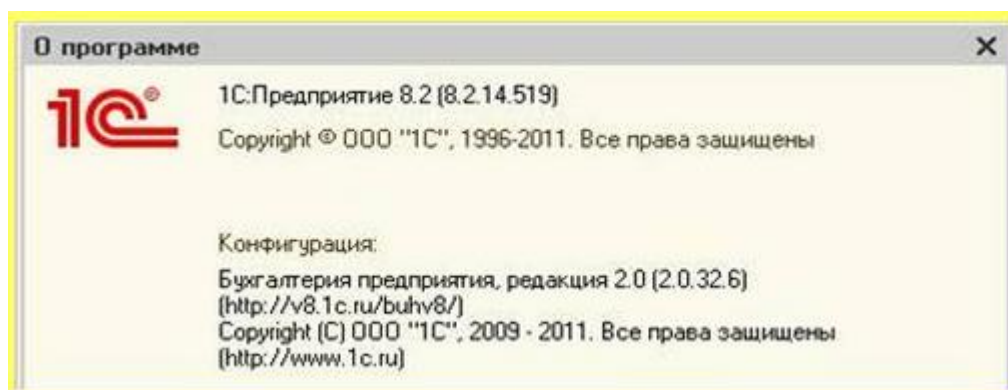 О программе
1C®
1С:Предприятие 8.2 (8.2.14.519)
Copyright © ООО "1С", 1996-2011. Все права защищены
Конфигурация:
Бухгалтерия предприятия, редакция 2.0 (2.0.32.6)
(http://v8.1c.ru/buhv8/)
Copyright (C) ООО "1С", 2009 - 2011. Все права защищены
(http://www.1c.ru)